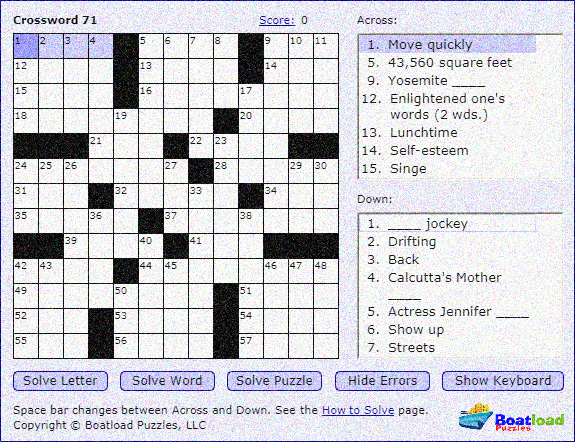 Crossword 71
Score: 0
1 2 3 4 5 6 7 8 9 10 11
12 13 14
15 16 17
18 19 20
21 22 23
24 25 26 27 28 29 30
31 32 33 34
35 36 37 38
39 40 41
42 43 44 45 46 47 48
49 50 51
52 53 54
55 56 57
Across:
1. Move quickly
5. 43,560 square feet
9. Yosemite ____
12. Enlightened one's
words (2 wds.)
13. Lunchtime
14. Self-esteem
15. Singe
Down:
1. ____ jockey
2. Drifting
3. Back
4. Calcutta's Mother
____
5. Actress Jennifer ____
6. Show up
7. Streets
Solve Letter Solve Word Solve Puzzle Hide Errors Show Keyboard
Space bar changes between Across and Down. See the How to Solve page.
Copyright © Boatload Puzzles, LLC
Boatload
Puzzles